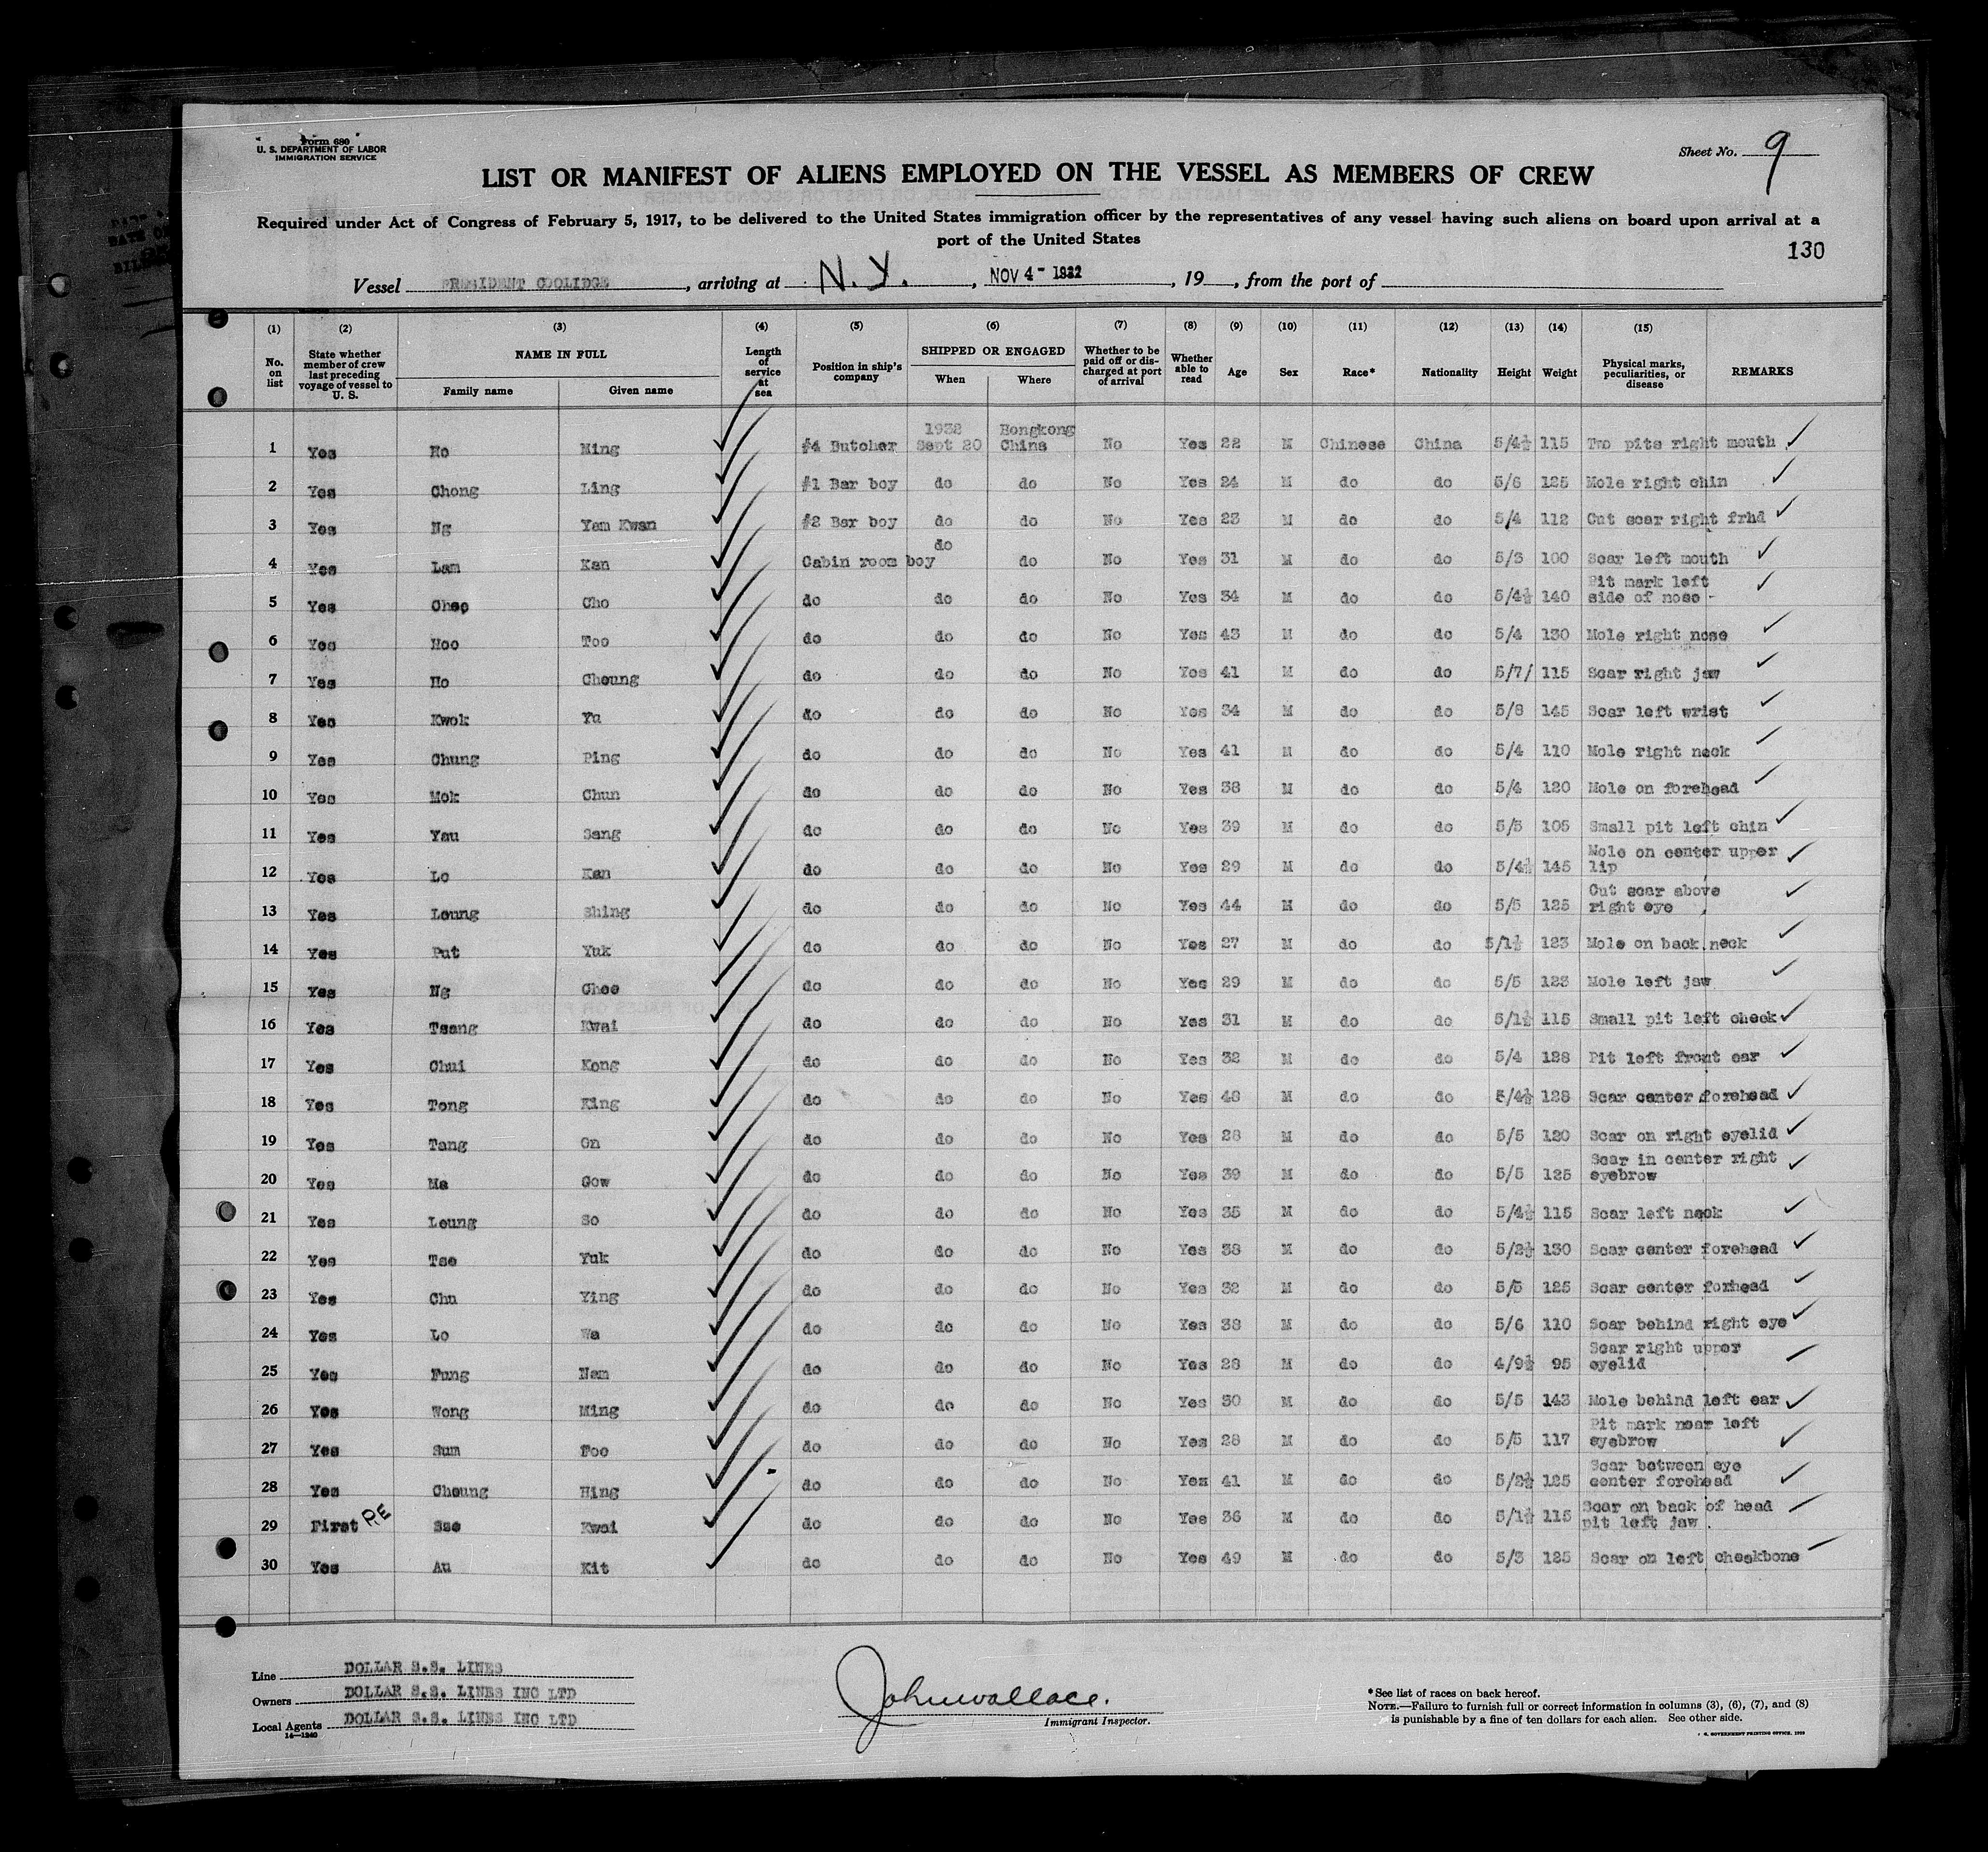 Form 680
U. S. DEPARTMENT OF LABOR
IMMIGRATION SERVICE
Sheet No. 9
LIST OR MANIFEST OF ALIENS EMPLOYED ON THE VESSEL AS MEMBERS OF CREW
Required under Act of Congress of February 5, 1917, to be delivered to the United States immigration officer by the representatives of any vessel having such aliens on board upon arrival at a
port of the United States
130
Vessel PRESIDENT COOLIDGE, arriving at N.Y., NOV 4 - 1932, 19, from the port of
(1) (2) (3) (4) (5) (6) (7) (8) (9) (10) (11) (12) (13) (14) (15)
No. on list State whether member of crew last preceding voyage of vessel to U. S. NAME IN FULL Family name Given name Length of service at sea Position in ship's company SHIPPED OR ENGAGED When Where Whether to be paid off or discharged at port of arrival Whether able to read Age Sex Race* Nationality Height Weight Physical marks, peculiarities, or disease REMARKS
1 Yes Ho Ming #4 Butcher 1932 Sept 20 Hongkong China No Yes 22 M Chinese China 5/4½ 115 Two pits right mouth
2 Yes Chong Ling #1 Bar boy do do No Yes 24 M do do 5/6 125 Mole right chin
3 Yes Ng Yam Kwan #2 Bar boy do do No Yes 23 M do do 5/4 112 Cut scar right frhd
4 Yes Lam Kan Cabin room boy do do No Yes 31 M do do 5/3 100 Scar left mouth
5 Yes Choo Cho do do do No Yes 34 M do do 5/4½ 140 Pit mark left side of nose
6 Yes Hoo Too do do do No Yes 43 M do do 5/4 130 Mole right nose
7 Yes Ho Cheung do do do No Yes 41 M do do 5/7/ 115 Scar right jaw
8 Yes Kwok Yu do do do No Yes 34 M do do 5/8 145 Scar left wrist
9 Yes Chung Ping do do do No Yes 41 M do do 5/4 110 Mole right neck
10 Yes Mok Chun do do do No Yes 38 M do do 5/4 120 Mole on forehead
11 Yes Yau Sang do do do No Yes 39 M do do 5/5 105 Small pit left chin
12 Yes Lo Kan do do do No Yes 29 M do do 5/4½ 145 Mole on center upper lip
13 Yes Leung Shing do do do No Yes 44 M do do 5/5 125 Cut scar above right eye
14 Yes Put Yuk do do do No Yes 27 M do do 5/1½ 123 Mole on back neck
15 Yes Ng Chee do do do No Yes 29 M do do 5/5 123 Mole left jaw
16 Yes Tsang Kwai do do do No Yes 31 M do do 5/1½ 115 Small pit left cheek
17 Yes Chui Kong do do do No Yes 32 M do do 5/4 128 Pit left front ear
18 Yes Tong King do do do No Yes 48 M do do 5/4½ 128 Scar center forehead
19 Yes Tang On do do do No Yes 28 M do do 5/5 120 Scar on right eyelid
20 Yes Ma Gow do do do No Yes 39 M do do 5/5 125 Scar in center right eyebrow
21 Yes Leung So do do do No Yes 35 M do do 5/4½ 115 Scar left neck
22 Yes Tse Yuk do do do No Yes 38 M do do 5/2½ 130 Scar center forehead
23 Yes Chu Ying do do do No Yes 32 M do do 5/5 125 Scar center forhead
24 Yes Lo Wa do do do No Yes 38 M do do 5/6 110 Scar behind right eye
25 Yes Fung Nam do do do No Yes 28 M do do 4/9½ 95 Scar right upper eyelid
26 Yes Wong Ming do do do No Yes 30 M do do 5/5 143 Mole behind left ear
27 Yes Sum Foo do do do No Yes 28 M do do 5/5 117 Pit mark near left eyebrow
28 Yes Cheung Hing do do do No Yes 41 M do do 5/2½ 125 Scar between eye center forehead
29 First P.E Sze Kwai do do do No Yes 36 M do do 5/1½ 115 Scar on back of head pit left jaw
30 Yes Au Kit do do do No Yes 49 M do do 5/3 125 Scar on left cheekbone
Line DOLLAR S.S. LINES
Owners DOLLAR S.S. LINES INC LTD
Local Agents DOLLAR S.S. LINES INC LTD
14—1240
John Wallace.
Immigrant Inspector.
*See list of races on back hereof.
NOTE.—Failure to furnish full or correct information in columns (3), (6), (7), and (8)
is punishable by a fine of ten dollars for each alien. See other side.
GOVERNMENT PRINTING OFFICE